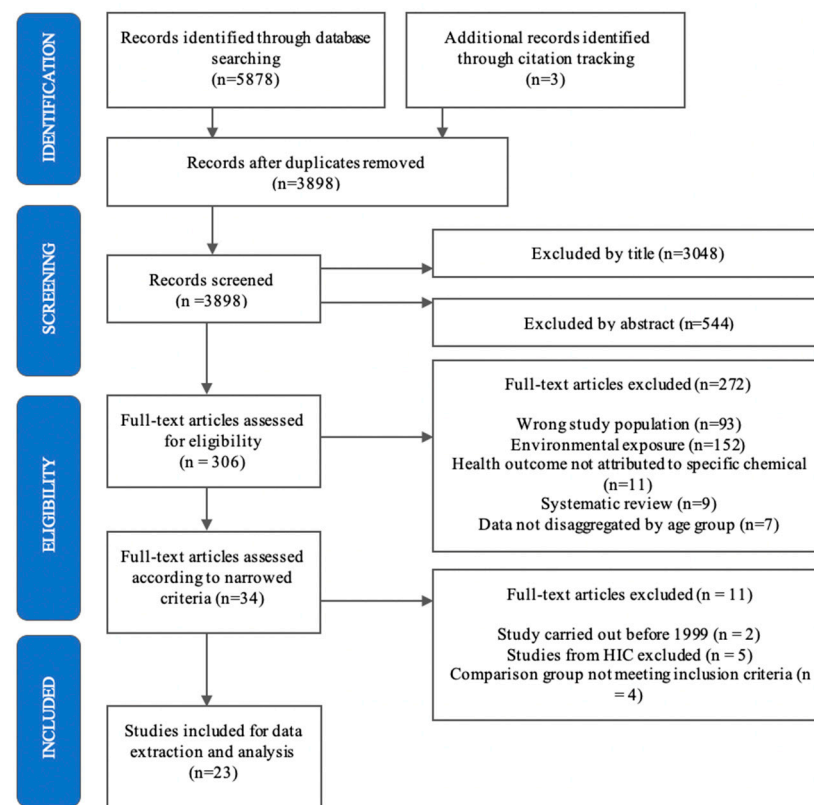 IDENTIFICATION
Records identified through database
searching
(n=5878)
Additional records identified
through citation tracking
(n=3)
Records after duplicates removed
(n=3898)
SCREENING
Records screened
(n =3898)
Excluded by title (n=3048)
Excluded by abstract (n=544)
ELIGIBILITY
Full-text articles assessed
for eligibility
(n = 306)
Full-text articles excluded (n=272)
Wrong study population (n=93)
Environmental exposure (n=152)
Health outcome not attributed to specific chemical
(n=11)
Systematic review (n=9)
Data not disaggregated by age group (n=7)
Full-text articles assessed
according to narrowed
criteria (n=34)
Full-text articles excluded (n = 11)
Study carried out before 1999 (n = 2)
Studies from HIC excluded (n = 5)
Comparison group not meeting inclusion criteria (n
= 4)
INCLUDED
Studies included for data
extraction and analysis
(n=23)